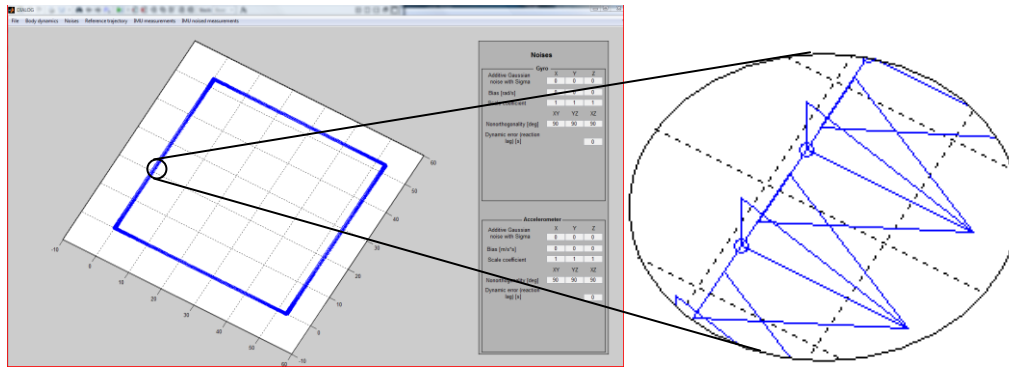 File Body dynamics Noises Reference trajectory IMU measurements IMU noised measurements
Noises
Gyro
X Y Z
Additive Gaussian
noise with Sigma 0 0 0
Bias [rad/s] 0 0 0
Scale coefficient 1 1 1
XY YZ XZ
Nonorthogonality [deg] 90 90 90
Dynamic error (reaction
leg) [s] 0
Accelerometer
X Y Z
Additive Gaussian
noise with Sigma 0 0 0
Bias [m/s^s] 0 0 0
Scale coefficient 1 1 1
XY YZ XZ
Nonorthogonality [deg] 90 90 90
Dynamic error (reaction
leg) [s] 0
60
50
40
30
20
10
0
-10
-10
0
10
20
30
40
50
60